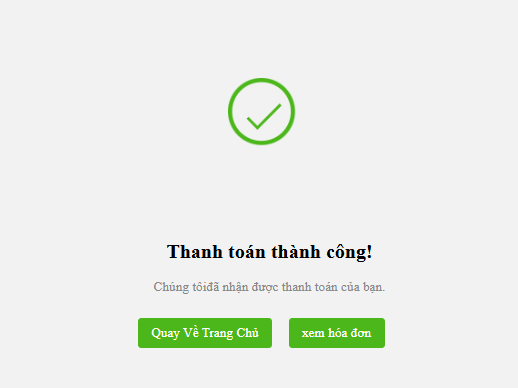 Thanh toán thành công!
Chúng tôiđã nhận được thanh toán của bạn.
Quay Về Trang Chủ
xem hóa đơn